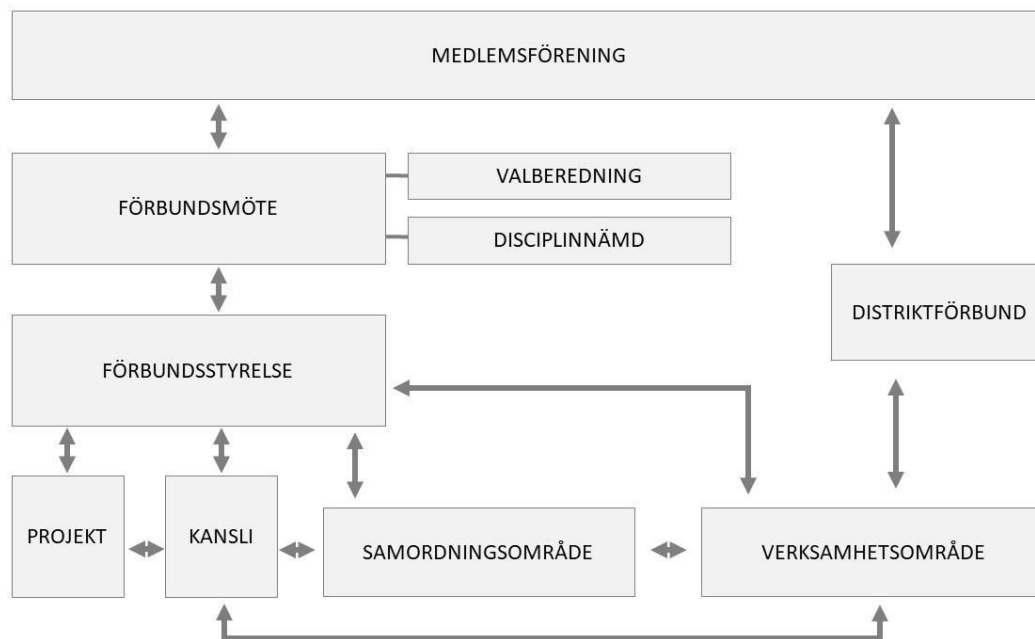 MEDLEMSFÖRENING
FÖRBUNDSMÖTE
VALBEREDNING
DISCIPLINNÄMD
DISTRIKTFÖRBUND
FÖRBUNDSSTYRELSE
PROJEKT
KANSLI
SAMORDNINGSOMRÅDE
VERKSAMHETSOMRÅDE